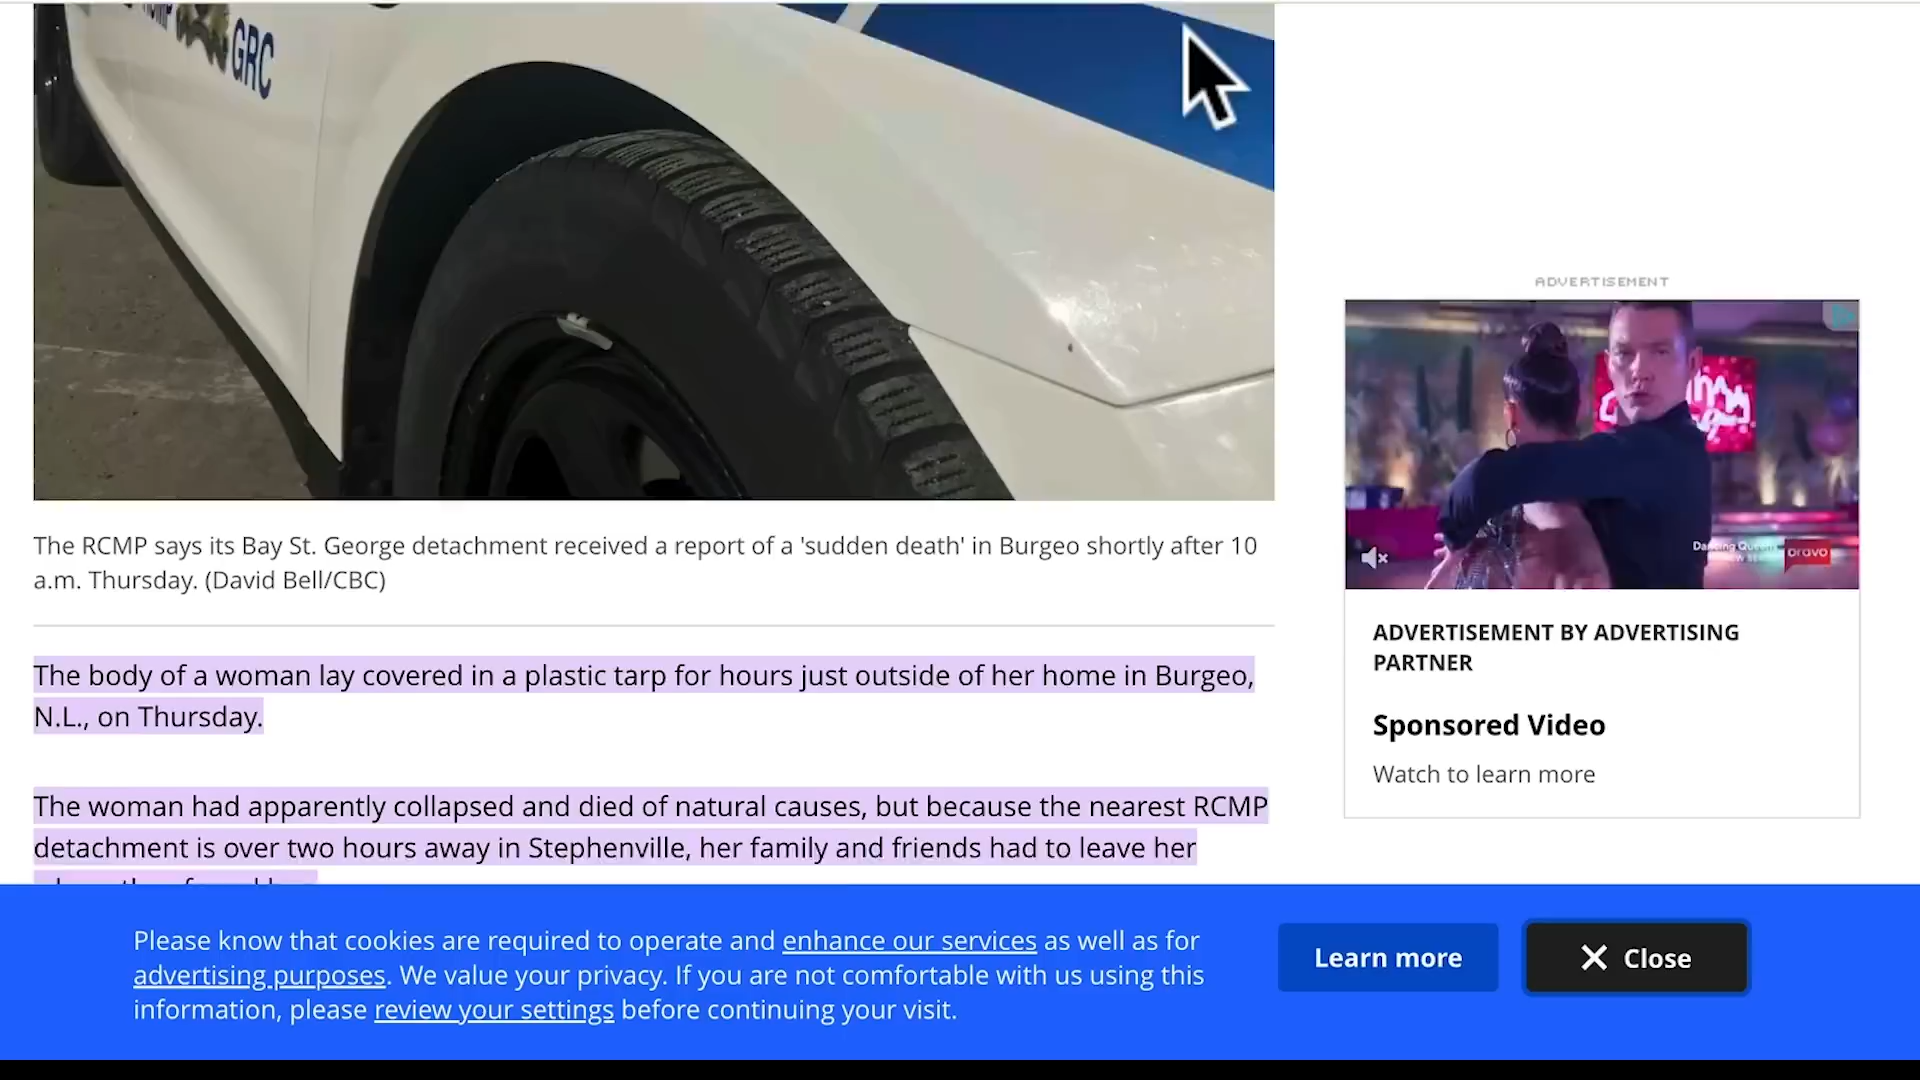 GRC
ADVERTISEMENT
bravo
The RCMP says its Bay St. George detachment received a report of a 'sudden death' in Burgeo shortly after 10
a.m. Thursday. (David Bell/CBC)
ADVERTISEMENT BY ADVERTISING
PARTNER
Sponsored Video
Watch to learn more
The body of a woman lay covered in a plastic tarp for hours just outside of her home in Burgeo,
N.L., on Thursday.
The woman had apparently collapsed and died of natural causes, but because the nearest RCMP
detachment is over two hours away in Stephenville, her family and friends had to leave her
Please know that cookies are required to operate and enhance our services as well as for
advertising purposes. We value your privacy. If you are not comfortable with us using this
information, please review your settings before continuing your visit.
Learn more
Close